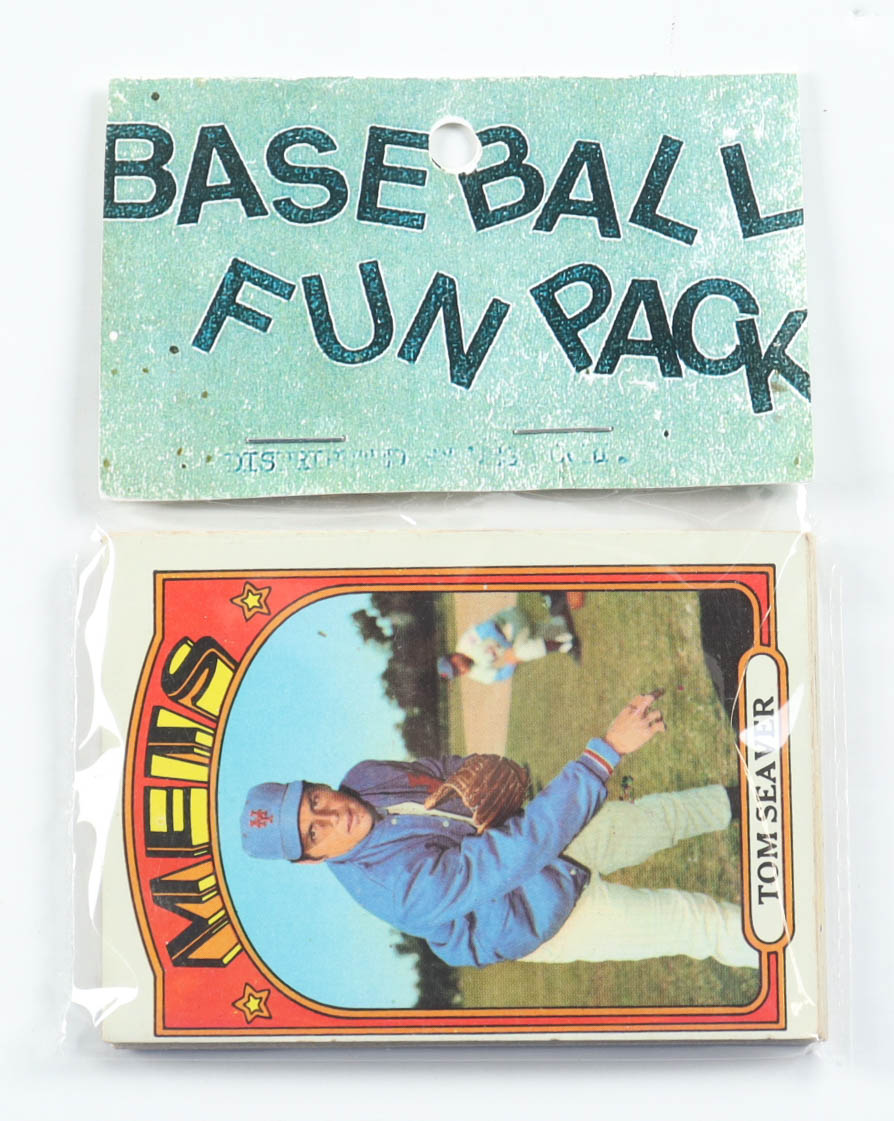 BASEBALL
FUN PACK
METS
TOM SEAVER